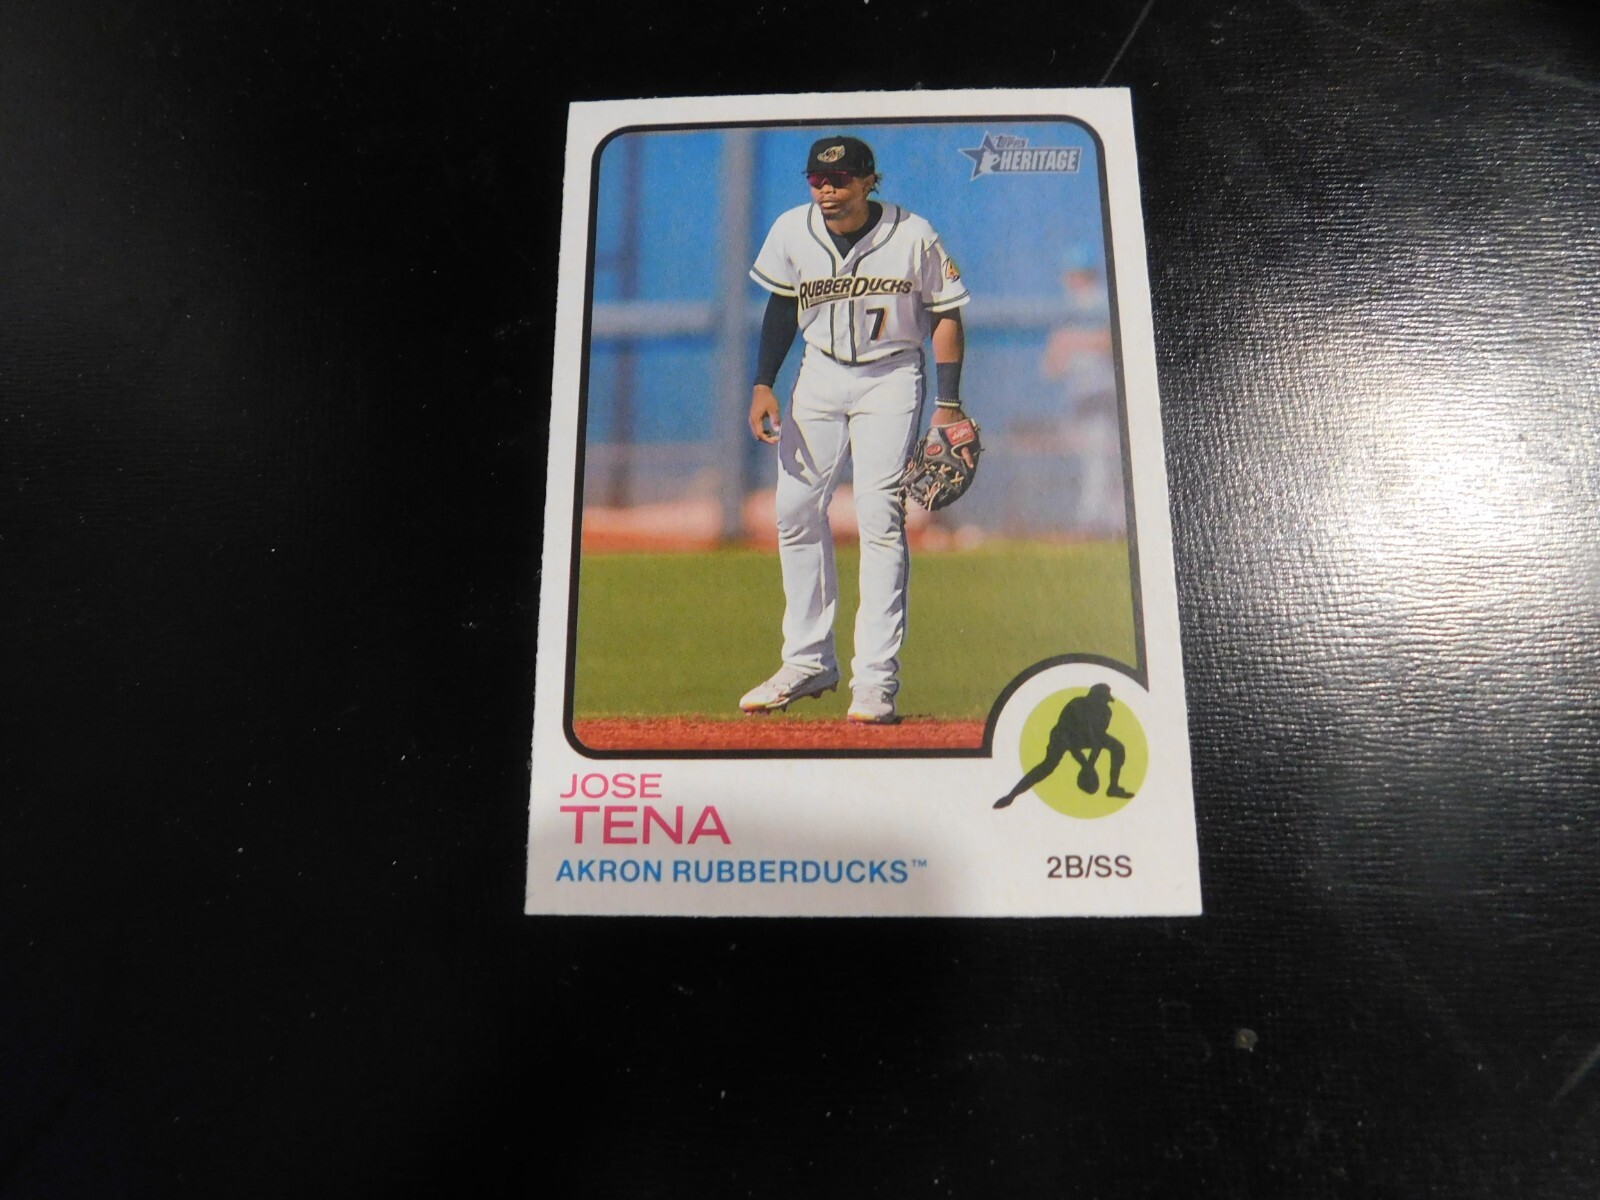 Topps
HERITAGE
RUBBERDUCKS
7
JOSE
TENA
AKRON RUBBERDUCKS™
2B/SS